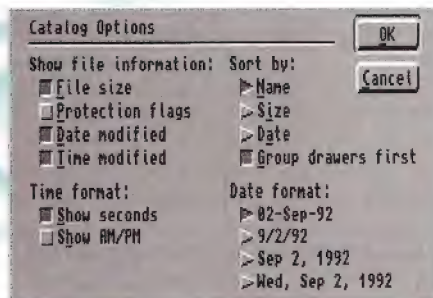 Catalog Options
OK
Cancel
Show file information:
File size
Protection flags
Date modified
Time modified
Sort by:
Name
Size
Date
Group drawers first
Time format:
Show seconds
Show AM/PM
Date format:
02-Sep-92
9/2/92
Sep 2, 1992
Wed, Sep 2, 1992